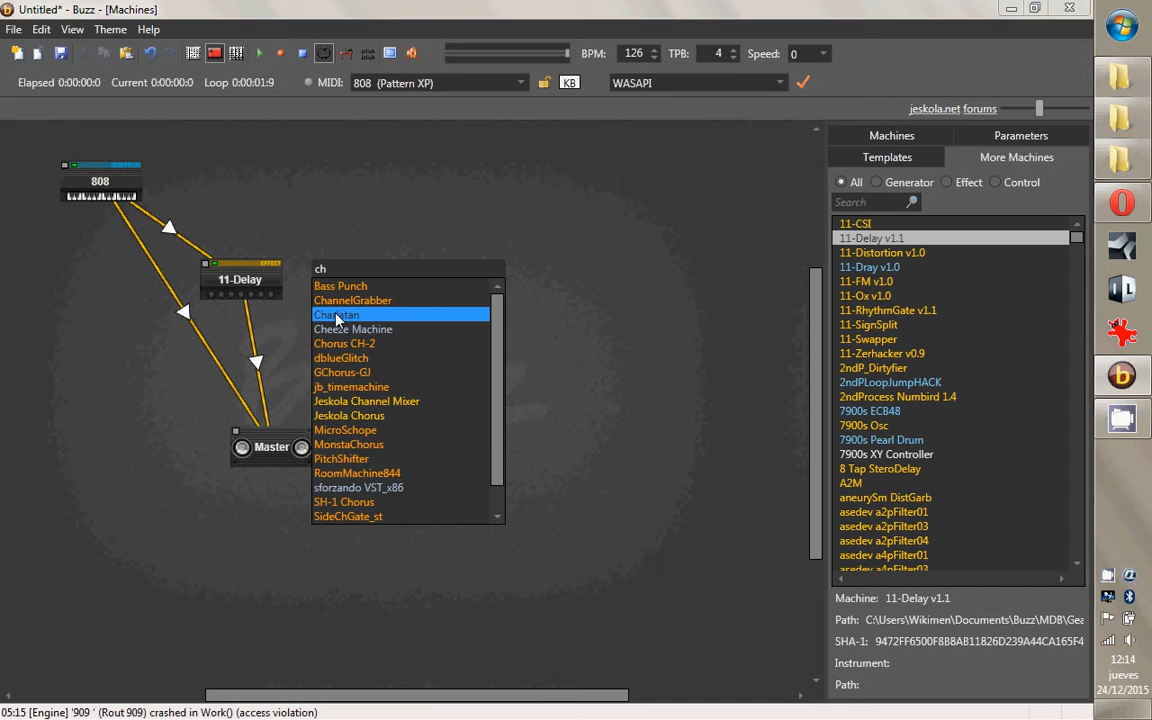 Untitled* - Buzz - [Machines]
File Edit View Theme Help
BPM: 126 TPB: 4 Speed: 0
Elapsed 0:00:00:0 Current 0:00:00:0 Loop 0:00:01:9 MIDI: 808 (Pattern XP) KB WASAPI
jeskola.net forums
Machines Parameters
Templates More Machines
All Generator Effect Control
Search
GENERATOR
808
EFFECT
11-Delay
Master
ch
Bass Punch
ChannelGrabber
Charlatan
Cheeze Machine
Chorus CH-2
dblueGlitch
GChorus-GJ
jb_timemachine
Jeskola Channel Mixer
Jeskola Chorus
MicroSchope
MonstaChorus
PitchShifter
RoomMachine844
sforzando VST_x86
SH-1 Chorus
SideChGate_st
11-CSI
11-Delay v1.1
11-Distortion v1.0
11-Dray v1.0
11-FM v1.0
11-Ox v1.0
11-RhythmGate v1.1
11-SignSplit
11-Swapper
11-Zerhacker v0.9
2ndP_Dirtyfier
2ndPLoopJumpHACK
2ndProcess Numbird 1.4
7900s ECB48
7900s Osc
7900s Pearl Drum
7900s XY Controller
8 Tap SteroDelay
A2M
aneurySm DistGarb
asedev a2pFilter01
asedev a2pFilter03
asedev a2pFilter04
asedev a4pFilter01
asedev a4pFilter03
Machine: 11-Delay v1.1
Path: C:\Users\Wikimen\Documents\Buzz\MDB\Gea
SHA-1: 9472FF6500F8B8AB11826D239A44CA165F4
Instrument:
Path:
12:14
jueves
24/12/2015
05:15 [Engine] '909 ' (Rout 909) crashed in Work() (access violation)